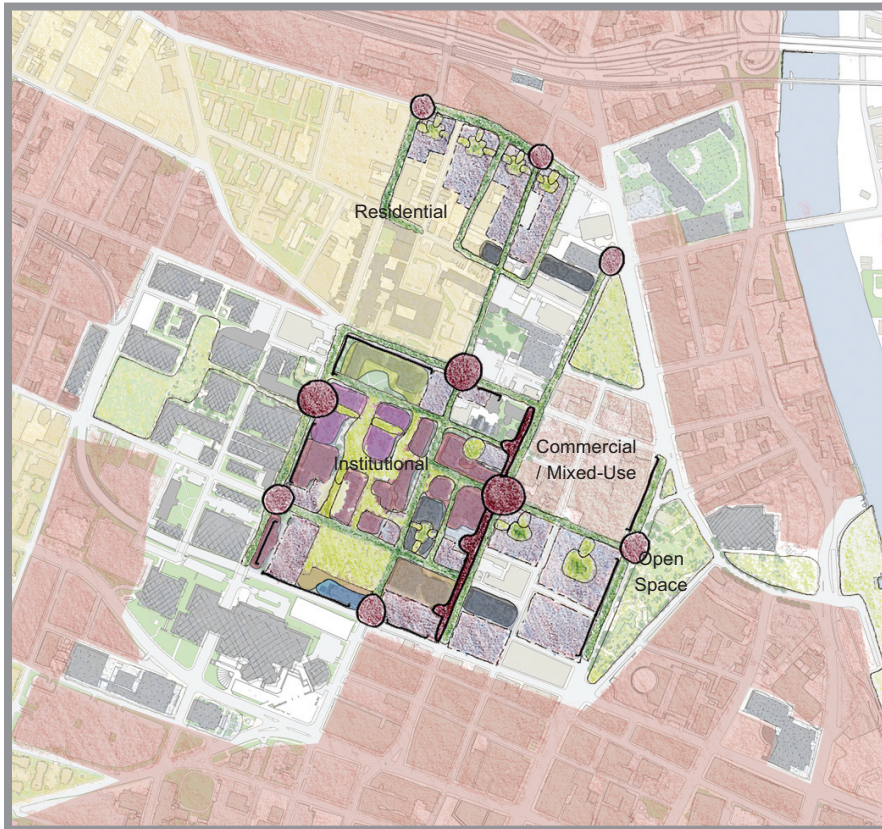 Residential
Commercial
/ Mixed-Use
Institutional
Open
Space